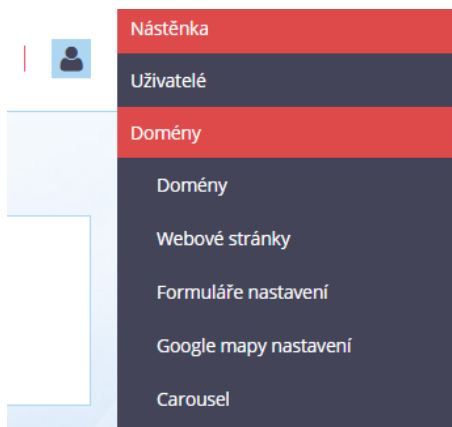 Nástěnka
Uživatelé
Domény
Domény
Webové stránky
Formuláře nastavení
Google mapy nastavení
Carousel